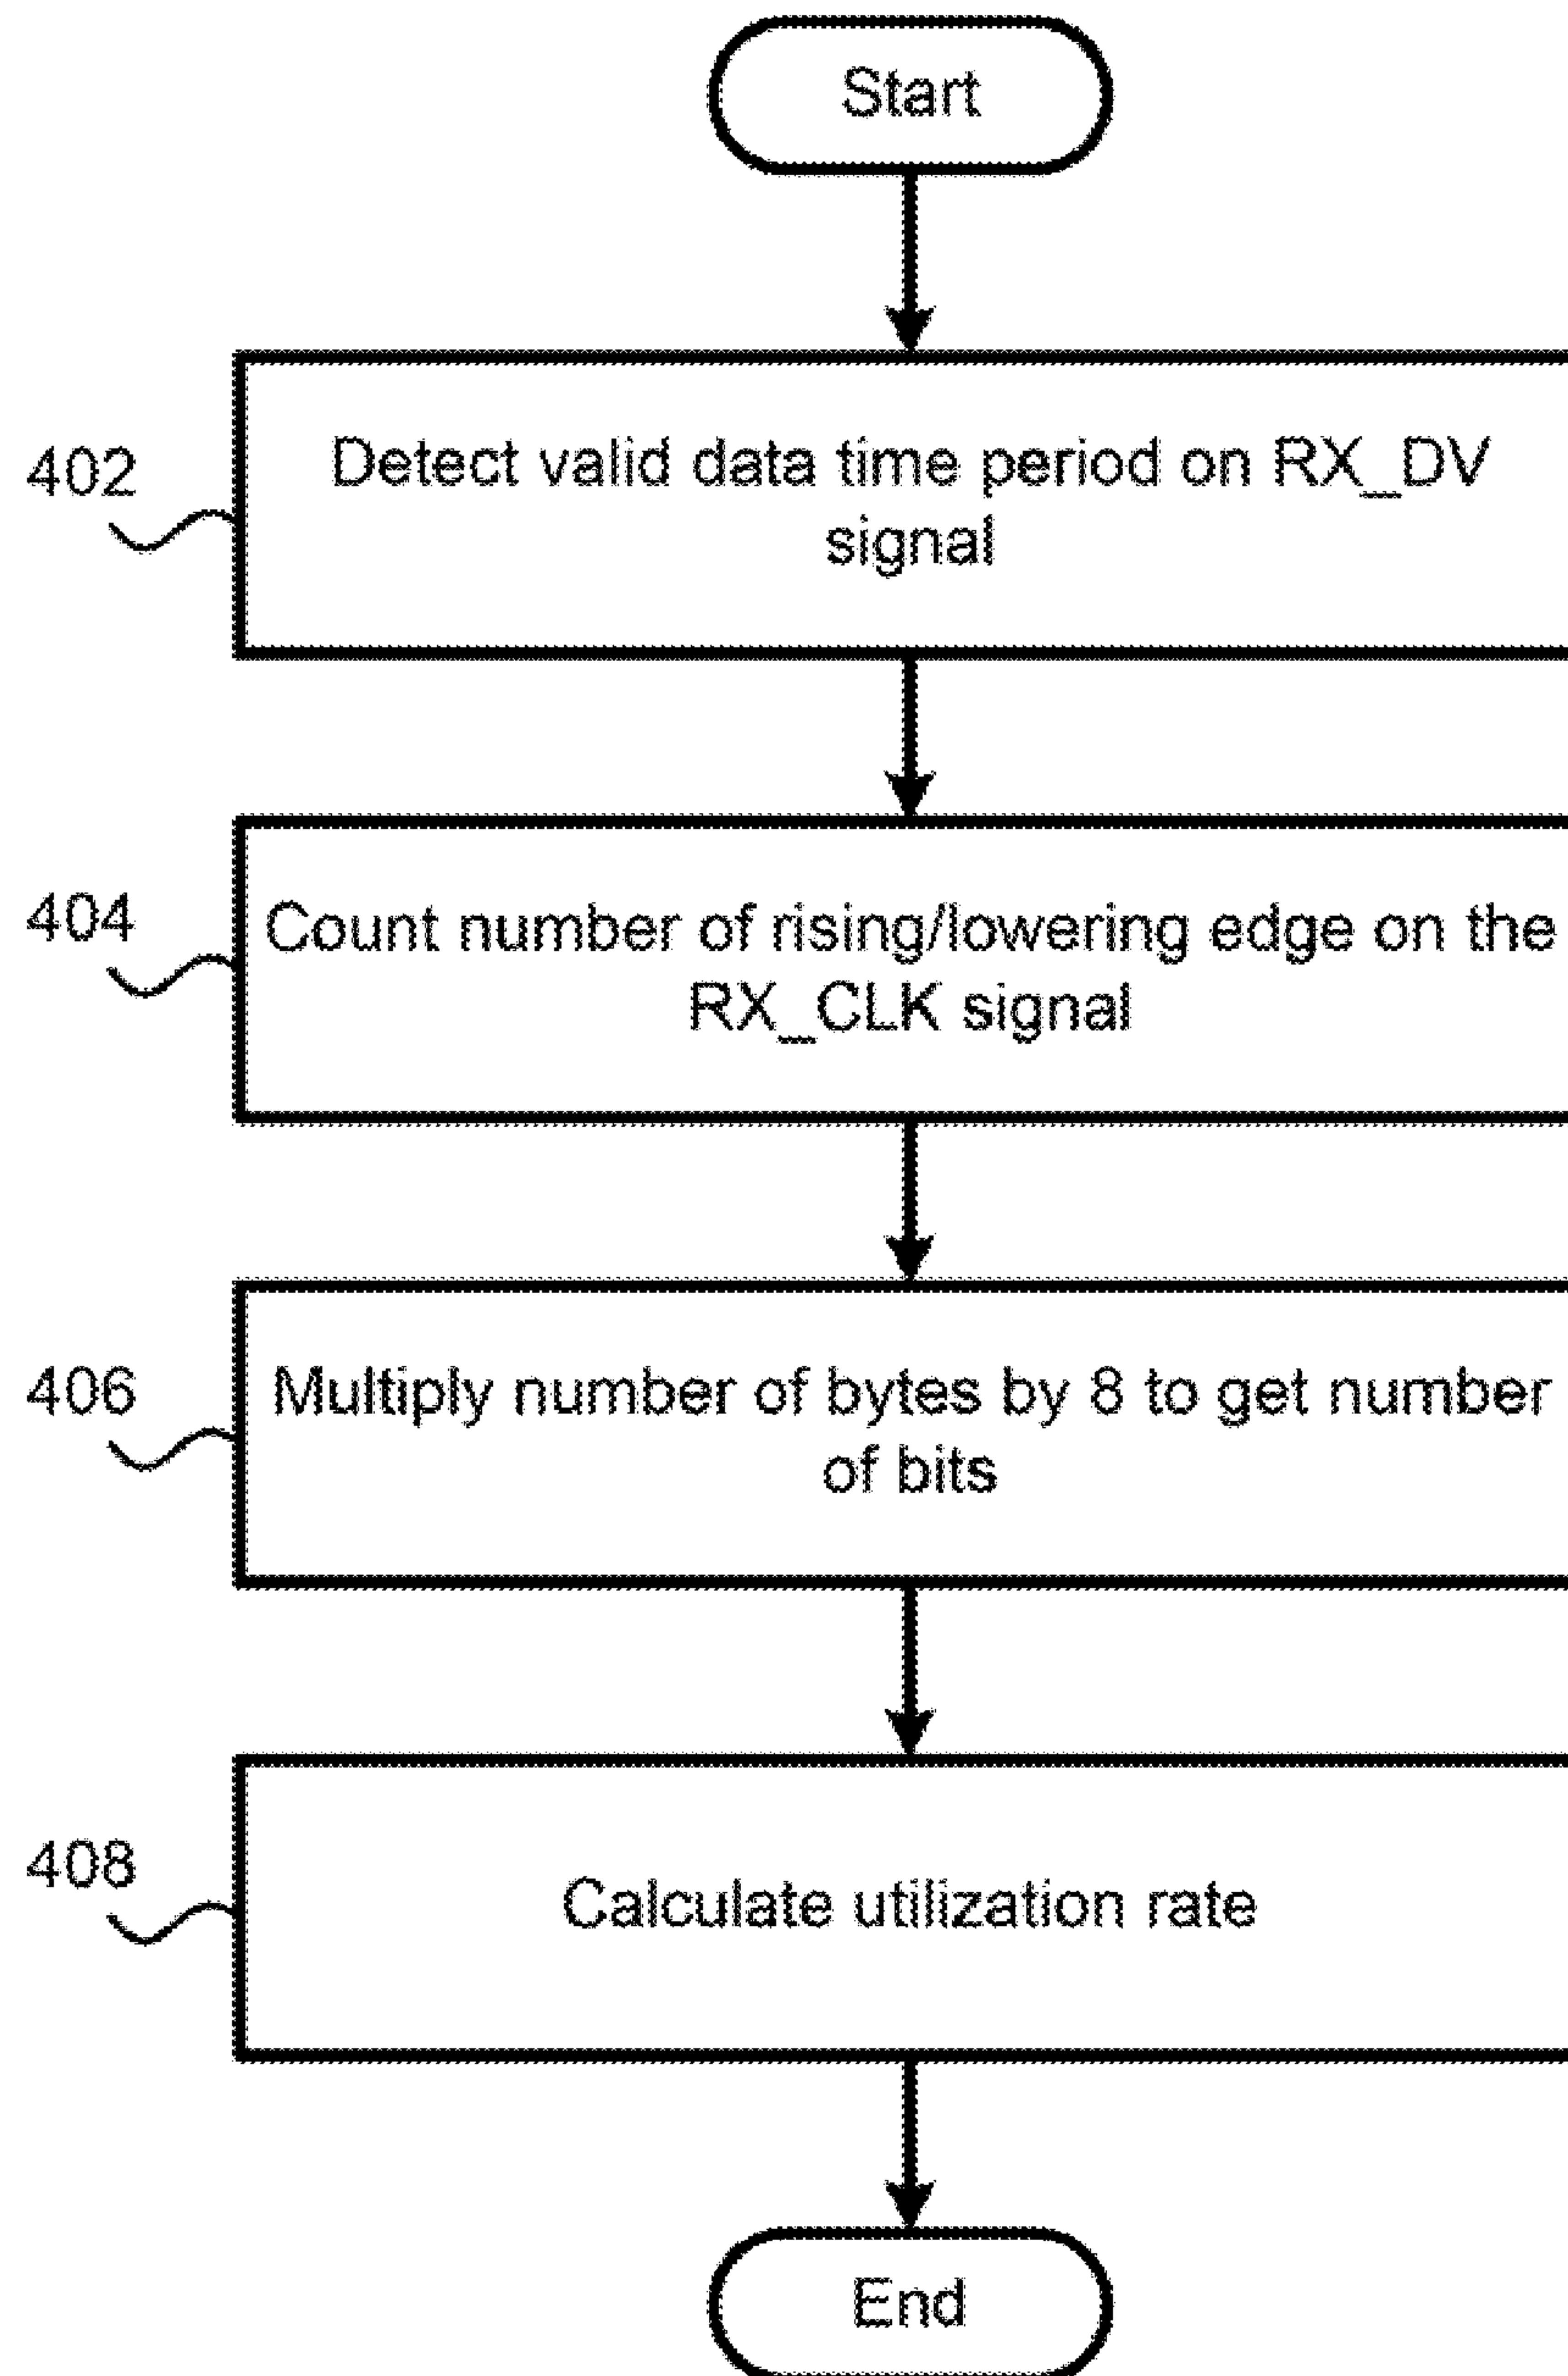 Start
402
Detect valid data time period on RX_DV
signal
404
Count number of rising/lowering edge on the
RX_CLK signal
406
Multiply number of bytes by 8 to get number
of bits
408
Calculate utilization rate
End